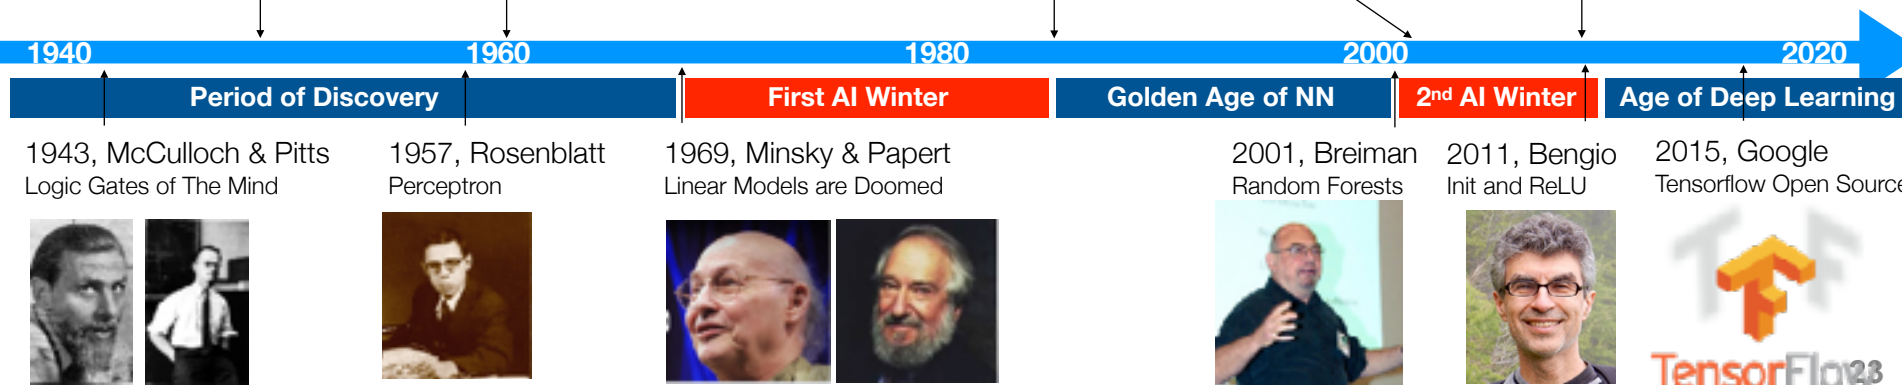 1940 1960 1980 2000 2020
Period of Discovery First AI Winter Golden Age of NN 2nd AI Winter Age of Deep Learning
1943, McCulloch & Pitts 1957, Rosenblatt 1969, Minsky & Papert 2001, Breiman 2011, Bengio 2015, Google
Logic Gates of The Mind Perceptron Linear Models are Doomed Random Forests Init and ReLU Tensorflow Open Source
TensorFlow
23